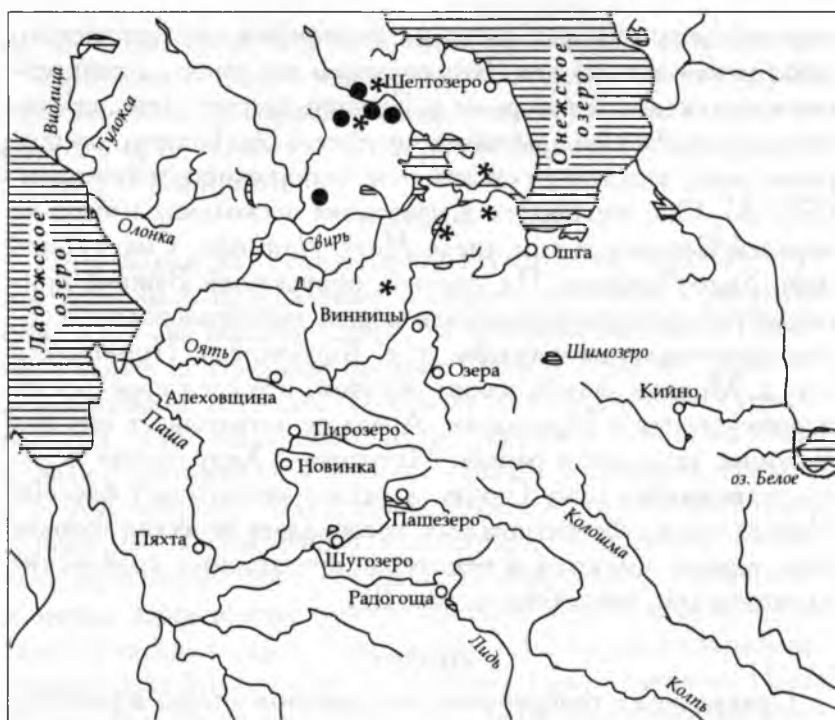 Шелтозеро
Онежское
озеро
Видлица
Тулокса
Олонка
Свирь
Ошта
Ладожское
озеро
Винницы
Оять
Озера
Шимозеро
Алеховщина
Кийно
Паша
Пирозеро
Новинка
оз. Белое
Пашезеро
Колошма
Пяхта
Шугозеро
Радогоща
Лидь
Колпь